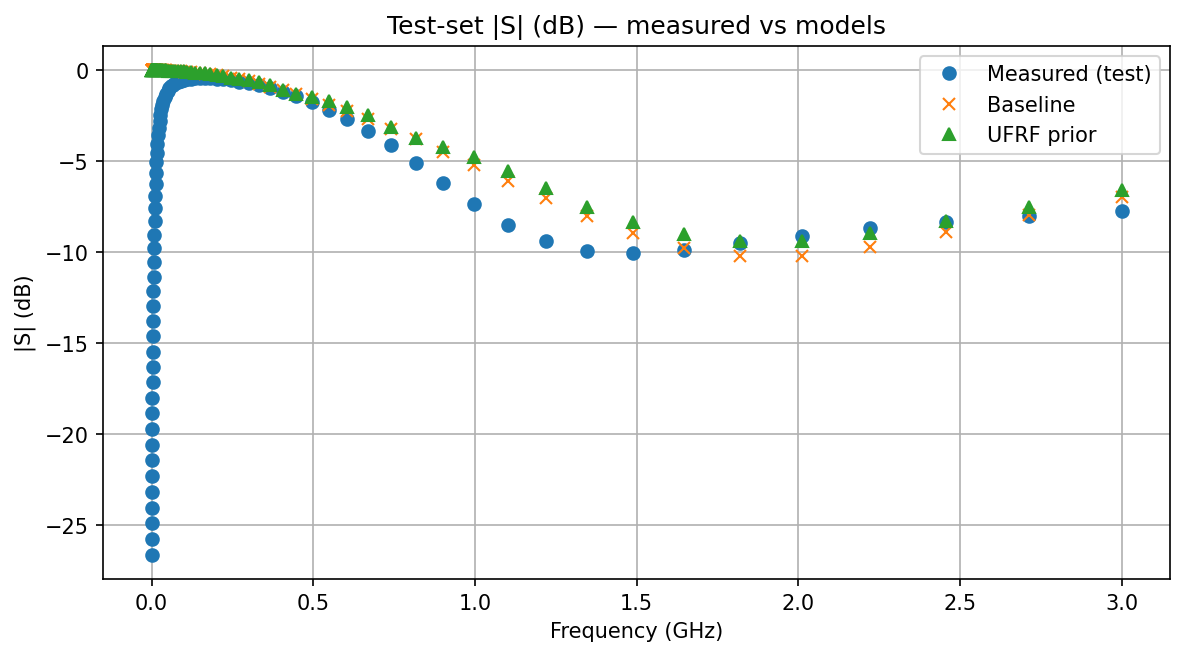 Test-set |S| (dB) — measured vs models
Measured (test)
Baseline
UFRF prior
0
−5
−10
−15
−20
−25
|S| (dB)
0.0 0.5 1.0 1.5 2.0 2.5 3.0
Frequency (GHz)